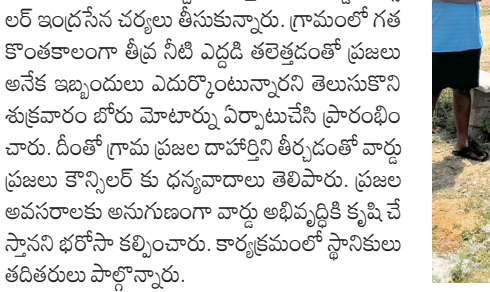 లర్ ఇంద్రసేన చర్యలు తీసుకున్నారు. గ్రామంలో గత
కొంతకాలంగా తీవ్ర నీటి ఎద్దడి తలెత్తడంతో ప్రజలు
అనేక ఇబ్బందులు ఎదుర్కొంటున్నారని తెలుసుకొని
శుక్రవారం బోరు మోటార్ను ఏర్పాటుచేసి ప్రారంభిం
చారు. దీంతో గ్రామ ప్రజల దాహార్తిని తీర్చడంతో వార్డు
ప్రజలు కౌన్సిలర్ కు ధన్యవాదాలు తెలిపారు. ప్రజల
అవసరాలకు అనుగుణంగా వార్డు అభివృద్ధికి కృషి చే
స్తానని భరోసా కల్పించారు. కార్యక్రమంలో స్థానికులు
తదితరులు పాల్గొన్నారు.